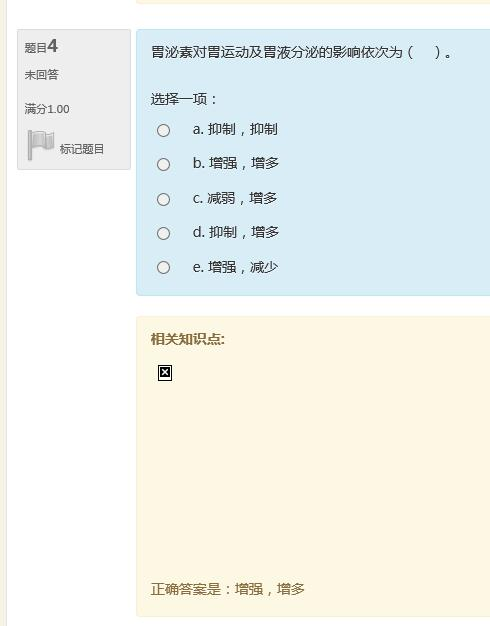 题目4
未回答
满分1.00
标记题目
胃泌素对胃运动及胃液分泌的影响依次为（　）。
选择一项：
a. 抑制，抑制
b. 增强，增多
c. 减弱，增多
d. 抑制，增多
e. 增强，减少
相关知识点:
正确答案是：增强，增多